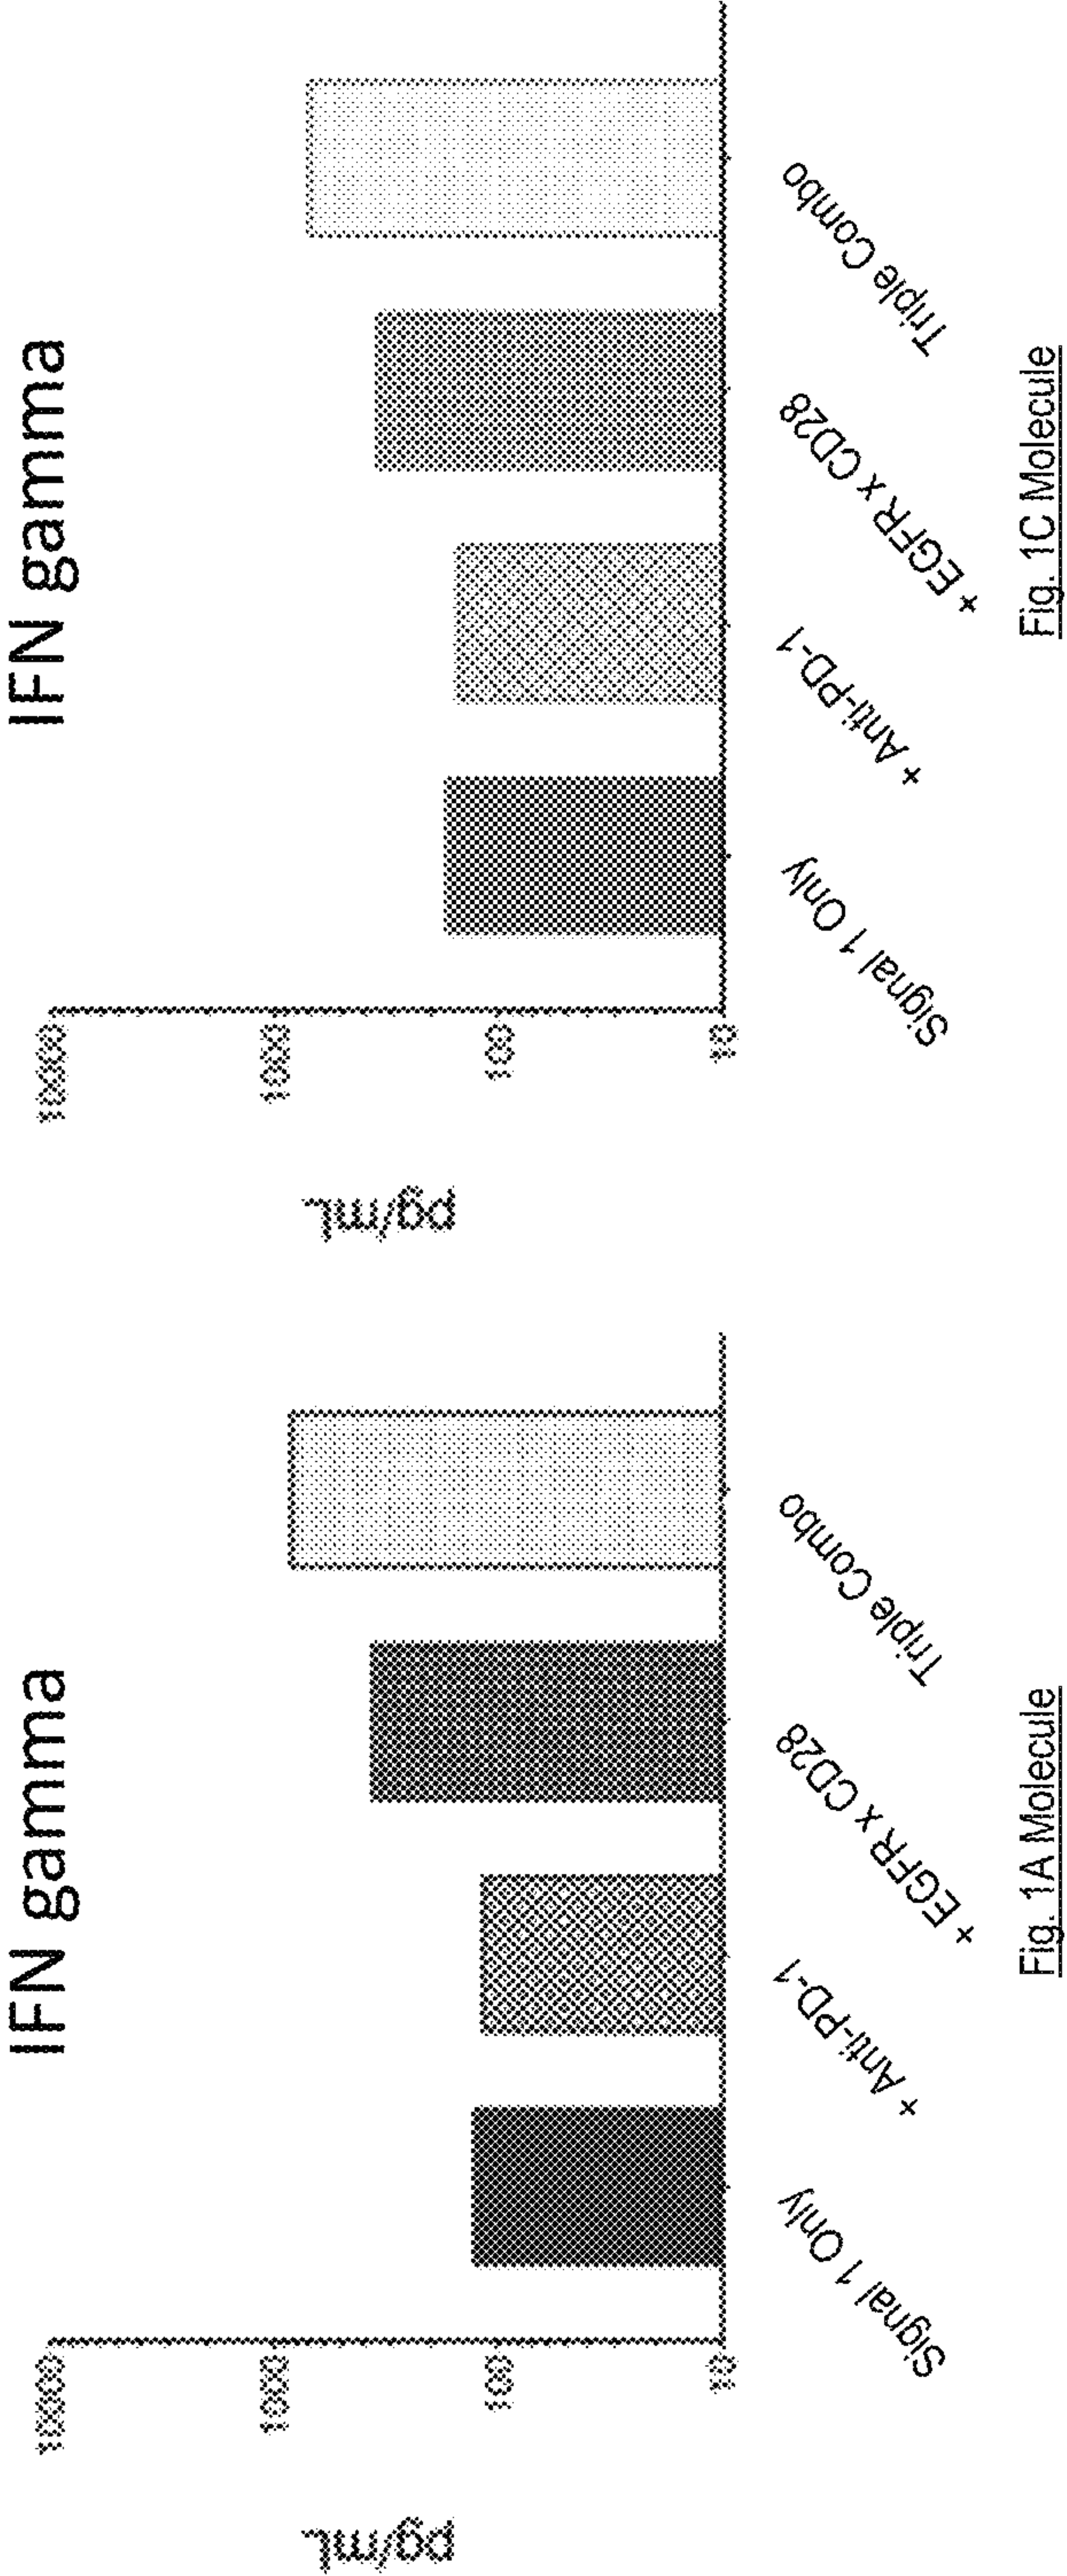 IFN gamma
pg/mL
10000
1000
100
10
Signal 1 Only
+ Anti-PD-1
+ EGFR x CD28
Triple Combo
Fig. 1A Molecule
IFN gamma
pg/mL
10000
1000
100
10
Signal 1 Only
+ Anti-PD-1
+ EGFR x CD28
Triple Combo
Fig. 1C Molecule